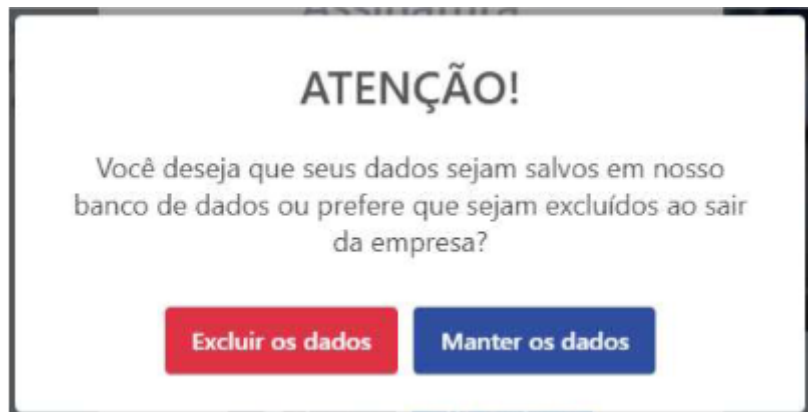 Assinatura
ATENÇÃO!
Você deseja que seus dados sejam salvos em nosso
banco de dados ou prefere que sejam excluídos ao sair
da empresa?
Excluir os dados
Manter os dados